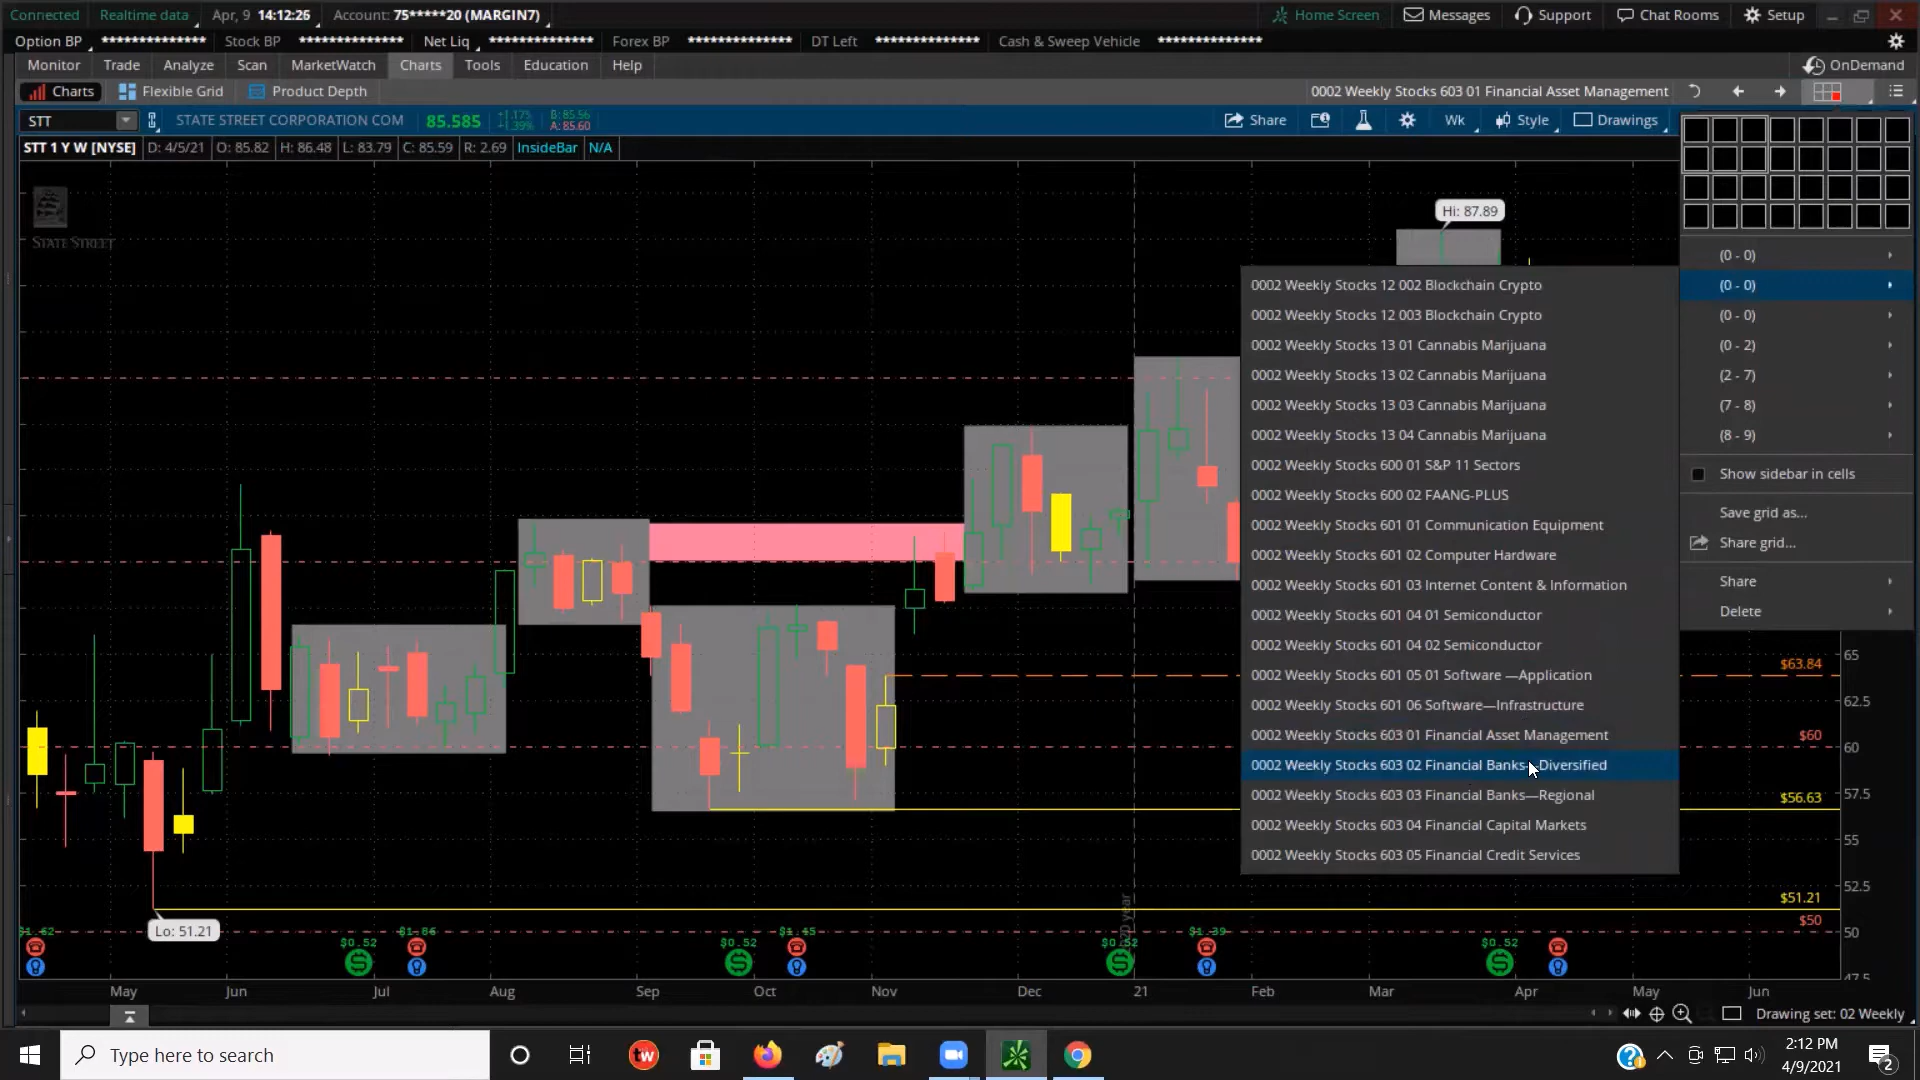 Connected Realtime data Apr, 9 14:12:26 Account: 75*****20 (MARGIN7) Home Screen Messages Support Chat Rooms Setup
Option BP ************** Stock BP ************** Net Liq ************** Forex BP ************** DT Left ************** Cash & Sweep Vehicle **************
Monitor Trade Analyze Scan MarketWatch Charts Tools Education Help OnDemand
Charts Flexible Grid Product Depth 0002 Weekly Stocks 603 01 Financial Asset Management
STT STATE STREET CORPORATION COM 85.585 B: 85.56 A: 85.60 Share Wk Style Drawings
STT 1 Y W [NYSE] D: 4/5/21 O: 85.82 H: 86.48 L: 83.79 C: 85.59 R: 2.69 InsideBar N/A
STATE STREET
Hi: 87.89
(0 - 0)
(0 - 0)
(0 - 0)
(0 - 2)
(2 - 7)
(7 - 8)
(8 - 9)
Show sidebar in cells
Save grid as...
Share grid...
Share
Delete
0002 Weekly Stocks 12 002 Blockchain Crypto
0002 Weekly Stocks 12 003 Blockchain Crypto
0002 Weekly Stocks 13 01 Cannabis Marijuana
0002 Weekly Stocks 13 02 Cannabis Marijuana
0002 Weekly Stocks 13 03 Cannabis Marijuana
0002 Weekly Stocks 13 04 Cannabis Marijuana
0002 Weekly Stocks 600 01 S&P 11 Sectors
0002 Weekly Stocks 600 02 FAANG-PLUS
0002 Weekly Stocks 601 01 Communication Equipment
0002 Weekly Stocks 601 02 Computer Hardware
0002 Weekly Stocks 601 03 Internet Content & Information
0002 Weekly Stocks 601 04 01 Semiconductor
0002 Weekly Stocks 601 04 02 Semiconductor
0002 Weekly Stocks 601 05 01 Software —Application
0002 Weekly Stocks 601 06 Software—Infrastructure
0002 Weekly Stocks 603 01 Financial Asset Management
0002 Weekly Stocks 603 02 Financial Banks—Diversified
0002 Weekly Stocks 603 03 Financial Banks—Regional
0002 Weekly Stocks 603 04 Financial Capital Markets
0002 Weekly Stocks 603 05 Financial Credit Services
65
$63.84
62.5
$60
60
57.5
$56.63
55
52.5
$51.21
$50
50
47.5
Lo: 51.21
$0.52 $0.52 $0.52 $1.39 $0.52
May Jun Jul Aug Sep Oct Nov Dec 21 Feb Mar Apr May Jun
Drawing set: 02 Weekly
Type here to search
tw
2:12 PM
4/9/2021
2